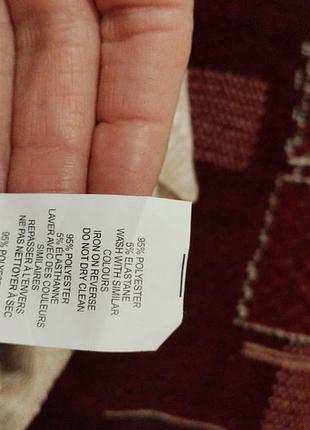 95% POLYESTER
5% ELASTANE
WASH WITH SIMILAR
COLOURS
IRON ON REVERSE
DO NOT DRY CLEAN
95% POLYESTER
5% ELASTHANNE
LAVER AVEC DES COULEURS
SIMILAIRES
REPASSER À L'ENVERS
NE PAS NETTOYER À SEC
95% POLYE